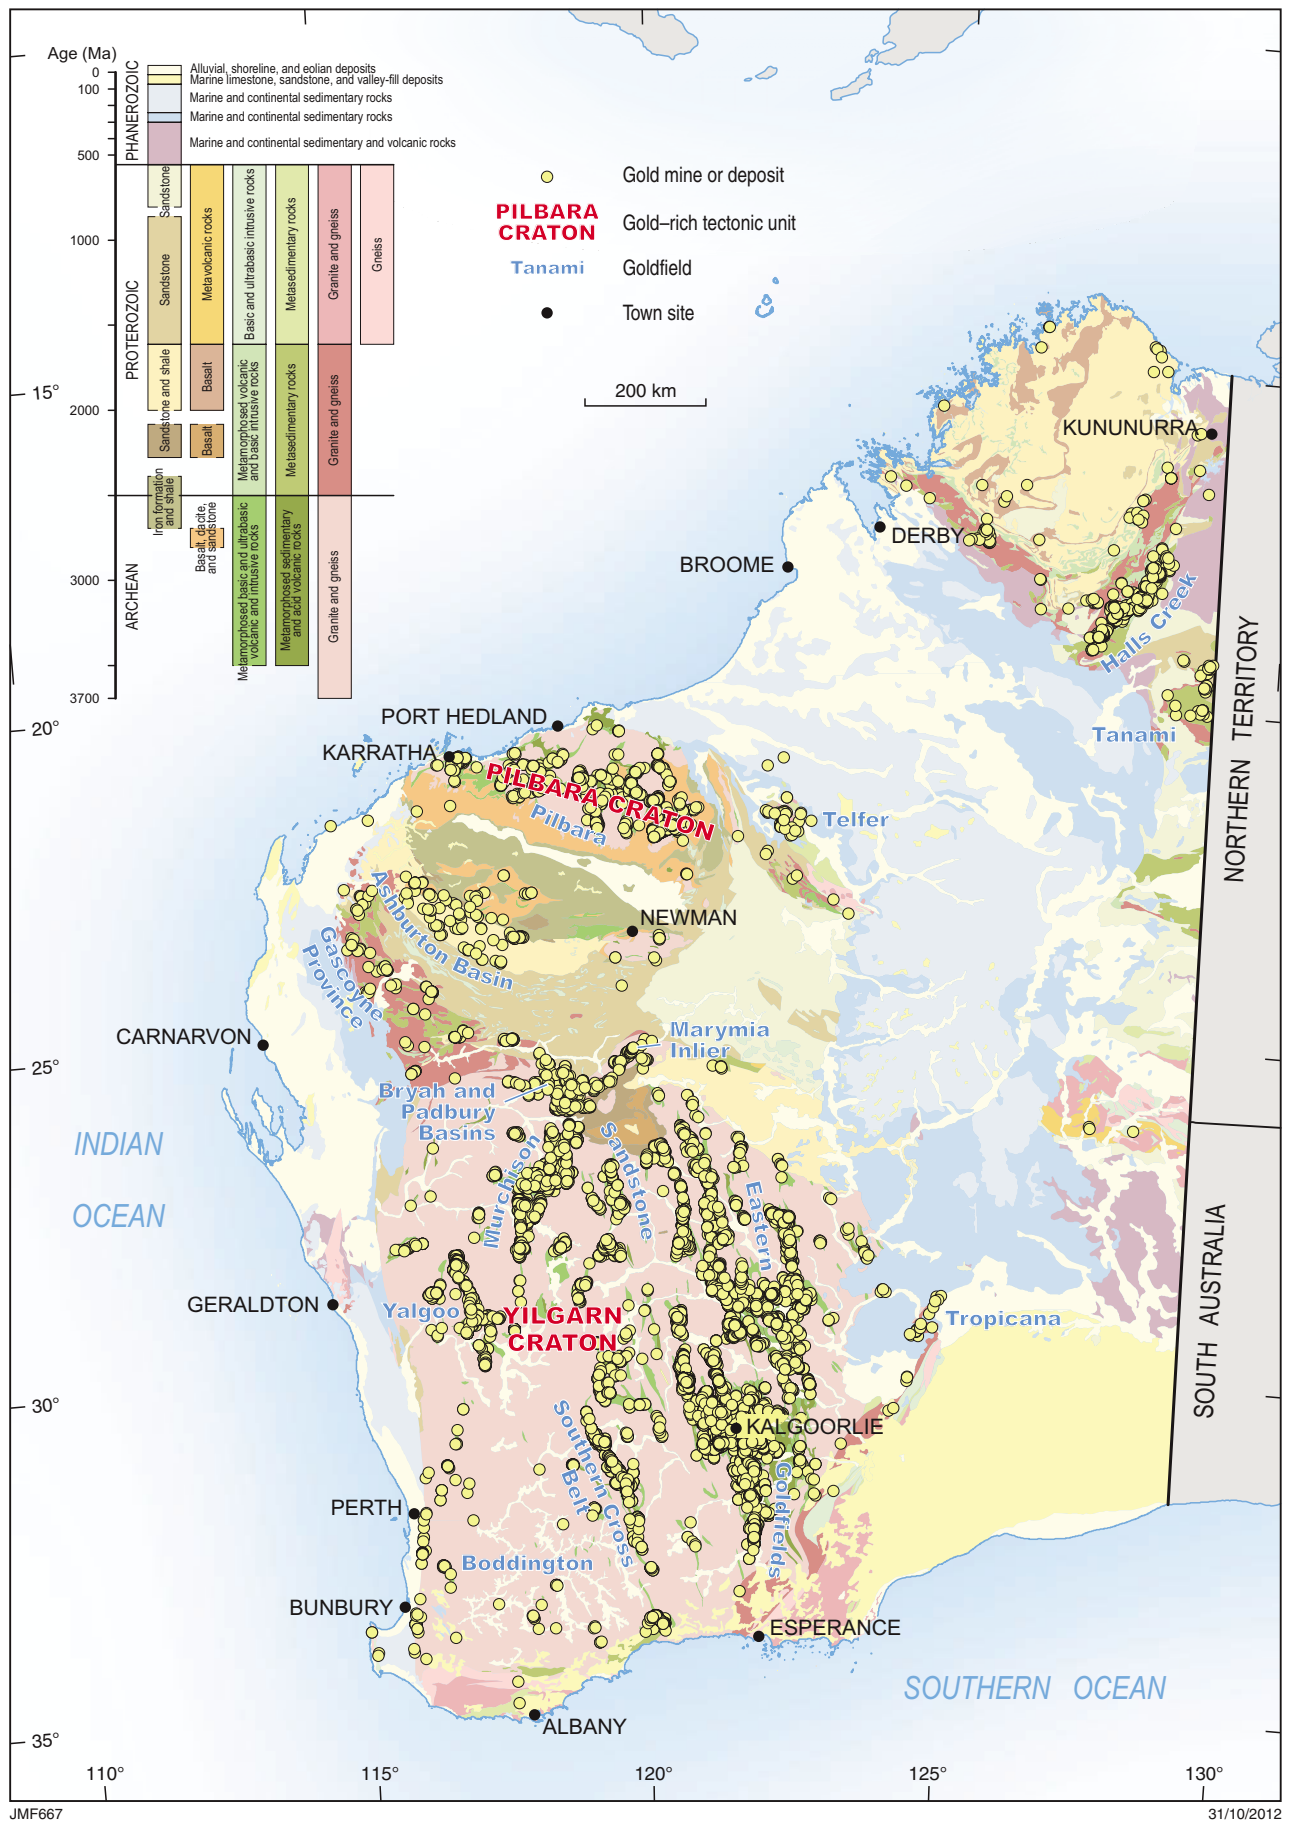 Age (Ma)
0
100
500
1000
2000
3000
3700
PHANEROZOIC
PROTEROZOIC
ARCHEAN
Alluvial, shoreline, and eolian deposits
Marine limestone, sandstone, and valley-fill deposits
Marine and continental sedimentary rocks
Marine and continental sedimentary rocks
Marine and continental sedimentary and volcanic rocks
Sandstone
Sandstone
Sandstone and shale
Sandstone and shale
Iron formation
and shale
Metavolcanic rocks
Basalt
Basalt
Basalt, dacite,
and sandstone
Basic and ultrabasic intrusive rocks
Metamorphosed volcanic
and basic intrusive rocks
Metamorphosed basic and ultrabasic
volcanic and intrusive rocks
Metasedimentary rocks
Metasedimentary rocks
Metamorphosed sedimentary
and acid volcanic rocks
Granite and gneiss
Granite and gneiss
Granite and gneiss
Gneiss
Gold mine or deposit
PILBARA
CRATON
Gold–rich tectonic unit
Tanami
Goldfield
Town site
200 km
15°
20°
25°
30°
35°
KUNUNURRA
DERBY
BROOME
Halls Creek
Tanami
NORTHERN TERRITORY
PORT HEDLAND
KARRATHA
PILBARA CRATON
Pilbara
Telfer
NEWMAN
Ashburton Basin
Gascoyne
Province
CARNARVON
Marymia
Inlier
Bryah and
Padbury
Basins
INDIAN
OCEAN
Murchison
Sandstone
Eastern
Goldfields
SOUTH AUSTRALIA
GERALDTON
Yalgoo
YILGARN
CRATON
Tropicana
KALGOORLIE
Southern Cross
Belt
PERTH
Boddington
BUNBURY
ESPERANCE
ALBANY
SOUTHERN OCEAN
110°
115°
120°
125°
130°
JMF667
31/10/2012